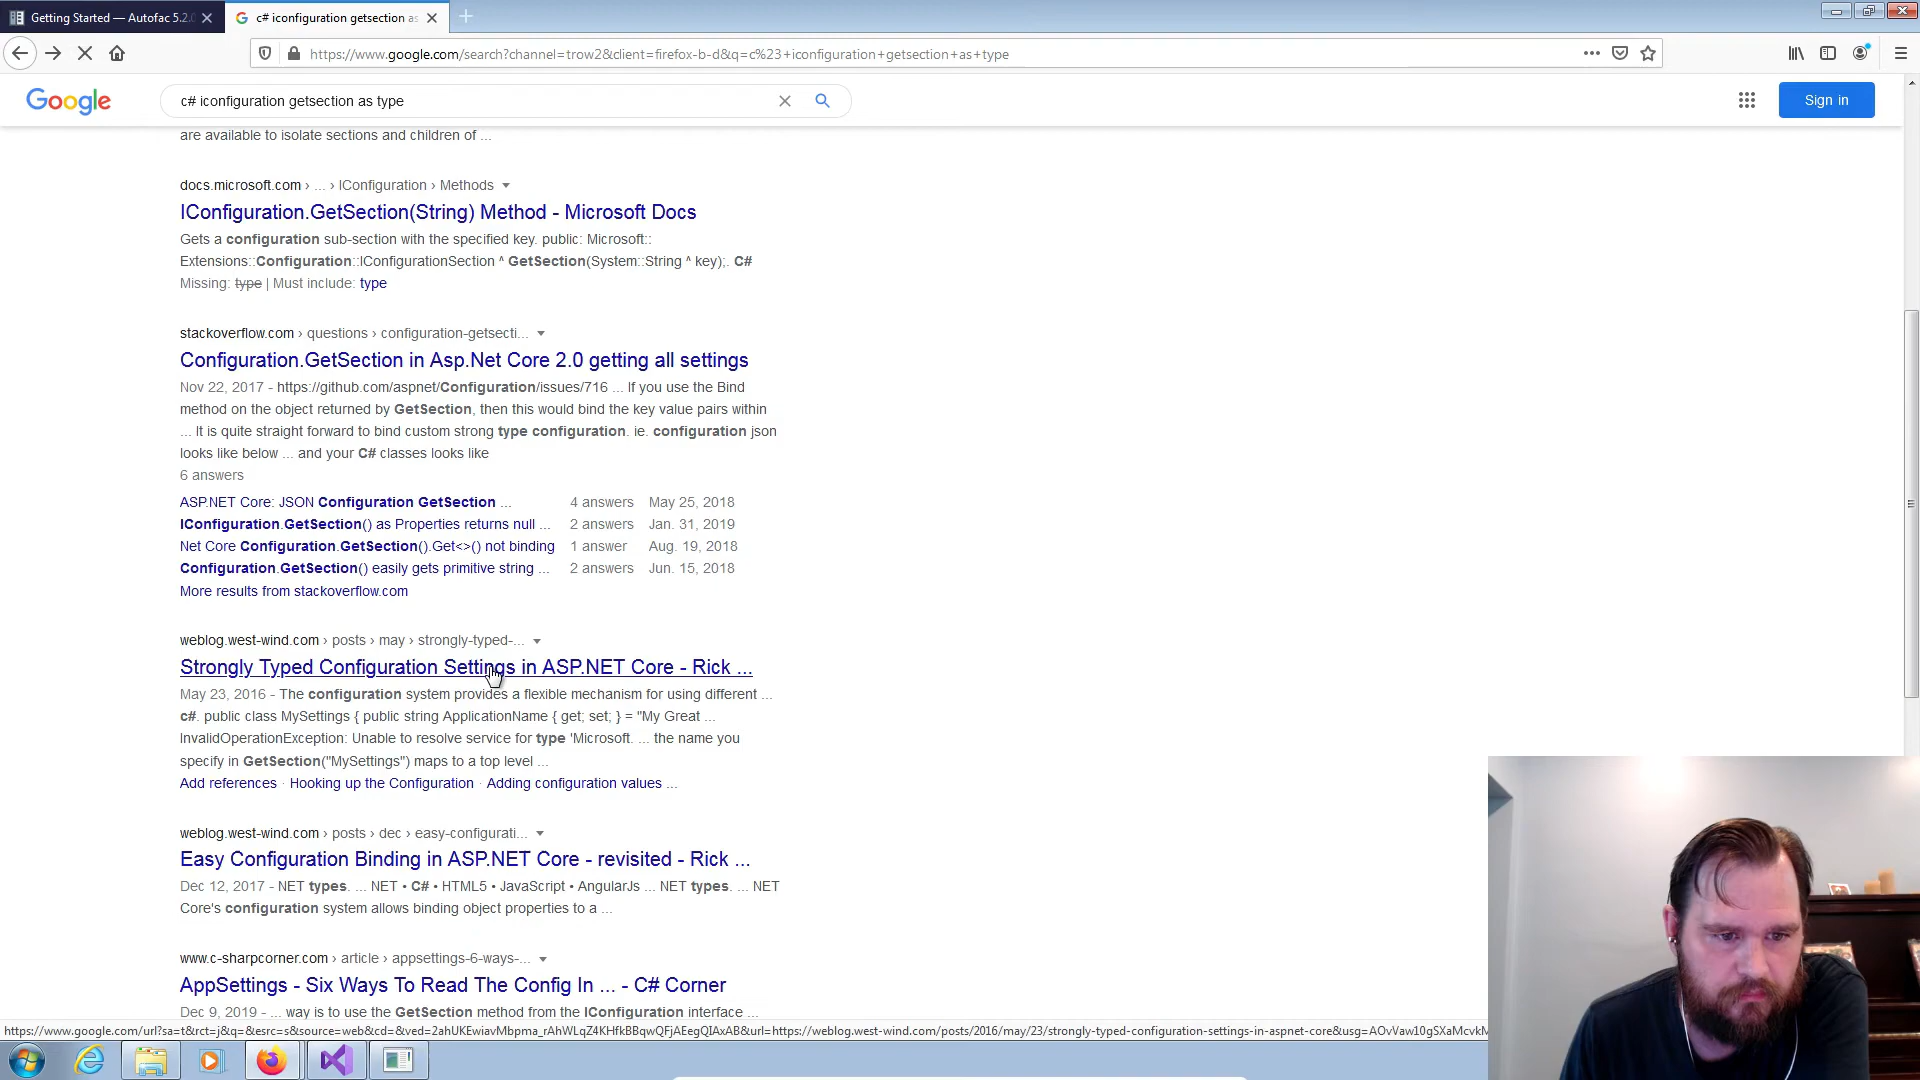 Getting Started — Autofac 5.2.0
c# iconfiguration getsection as
https://www.google.com/search?channel=trow2&client=firefox-b-d&q=c%23+iconfiguration+getsection+as+type
Google
c# iconfiguration getsection as type
Sign in
are available to isolate sections and children of ...
docs.microsoft.com › ... › IConfiguration › Methods
IConfiguration.GetSection(String) Method - Microsoft Docs
Gets a configuration sub-section with the specified key. public: Microsoft::
Extensions::Configuration::IConfigurationSection ^ GetSection(System::String ^ key);. C#
Missing: type | Must include: type
stackoverflow.com › questions › configuration-getsecti...
Configuration.GetSection in Asp.Net Core 2.0 getting all settings
Nov 22, 2017 - https://github.com/aspnet/Configuration/issues/716 ... If you use the Bind
method on the object returned by GetSection, then this would bind the key value pairs within
... It is quite straight forward to bind custom strong type configuration. ie. configuration json
looks like below ... and your C# classes looks like
6 answers
ASP.NET Core: JSON Configuration GetSection ... 4 answers May 25, 2018
IConfiguration.GetSection() as Properties returns null ... 2 answers Jan. 31, 2019
Net Core Configuration.GetSection().Get<>() not binding 1 answer Aug. 19, 2018
Configuration.GetSection() easily gets primitive string ... 2 answers Jun. 15, 2018
More results from stackoverflow.com
weblog.west-wind.com › posts › may › strongly-typed-...
Strongly Typed Configuration Settings in ASP.NET Core - Rick ...
May 23, 2016 - The configuration system provides a flexible mechanism for using different ...
c#. public class MySettings { public string ApplicationName { get; set; } = "My Great ...
InvalidOperationException: Unable to resolve service for type 'Microsoft. ... the name you
specify in GetSection("MySettings") maps to a top level ...
Add references · Hooking up the Configuration · Adding configuration values ...
weblog.west-wind.com › posts › dec › easy-configurati...
Easy Configuration Binding in ASP.NET Core - revisited - Rick ...
Dec 12, 2017 - NET types. ... NET • C# • HTML5 • JavaScript • AngularJs ... NET types. ... NET
Core's configuration system allows binding object properties to a ...
www.c-sharpcorner.com › article › appsettings-6-ways-...
AppSettings - Six Ways To Read The Config In ... - C# Corner
Dec 9, 2019 - ... way is to use the GetSection method from the IConfiguration interface ...